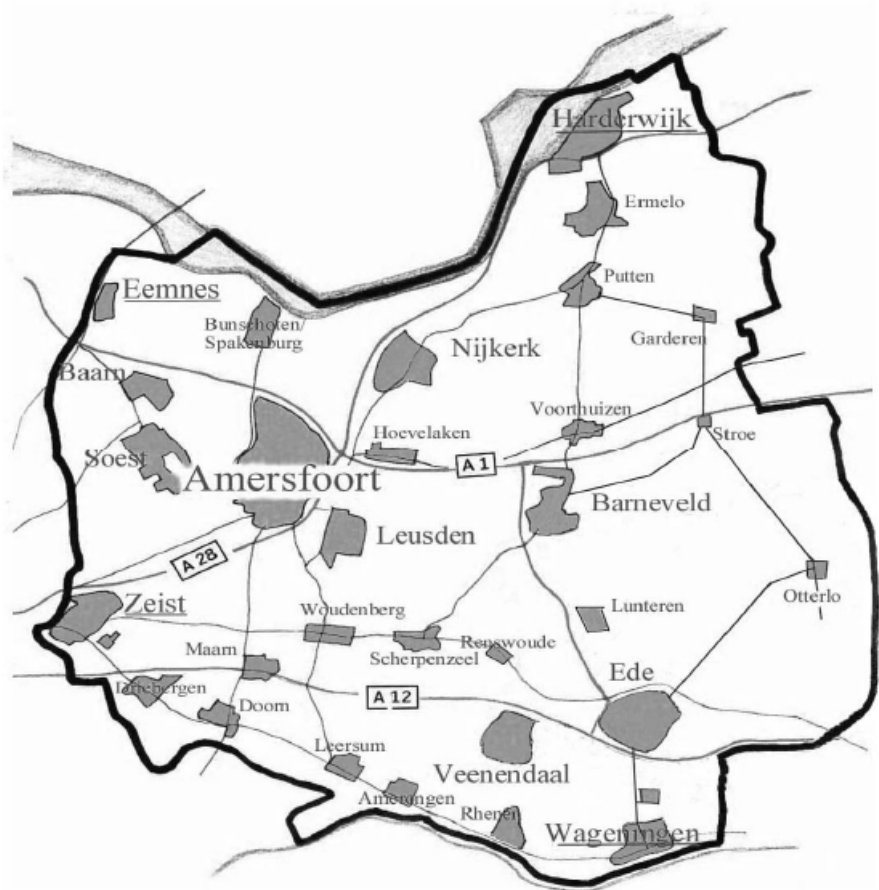 Harderwijk
Ermelo
Putten
Eemnes
Bunschoten/
Spakenburg
Garderen
Nijkerk
Baarn
Voorthuizen
Hoevelaken
Stroe
Soest
A 1
Amersfoort
Barneveld
Leusden
A 28
Otterlo
Zeist
Woudenberg
Lunteren
Maarn
Scherpenzeel
Renswoude
Ede
Driebergen
A 12
Doorn
Leersum
Veenendaal
Amerongen
Rhenen
Wageningen